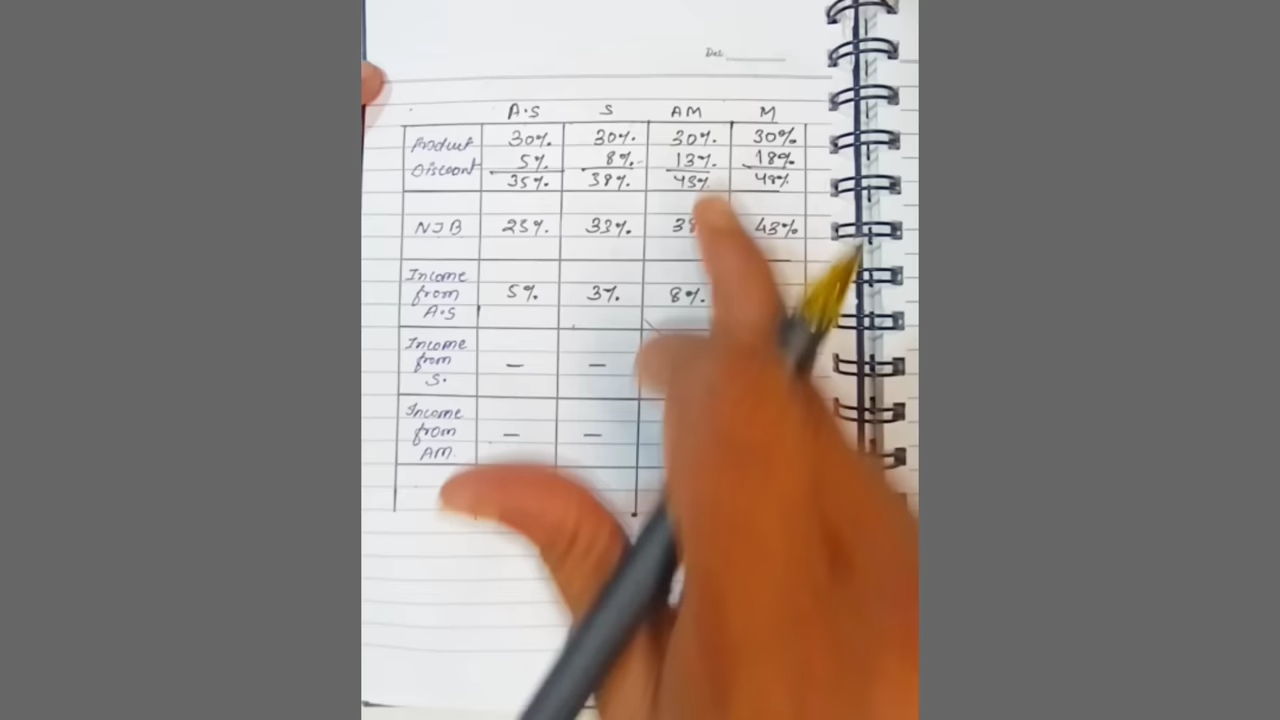 Date
A.S S AM M
Product 30% 30% 30% 30%
Discount 5% 8% 13% 18%
35% 38% 43% 48%
NJB 25% 33% 43%
Income
from 5% 3% 8%
A.S
Income
from — —
S.
Income
from — —
AM.